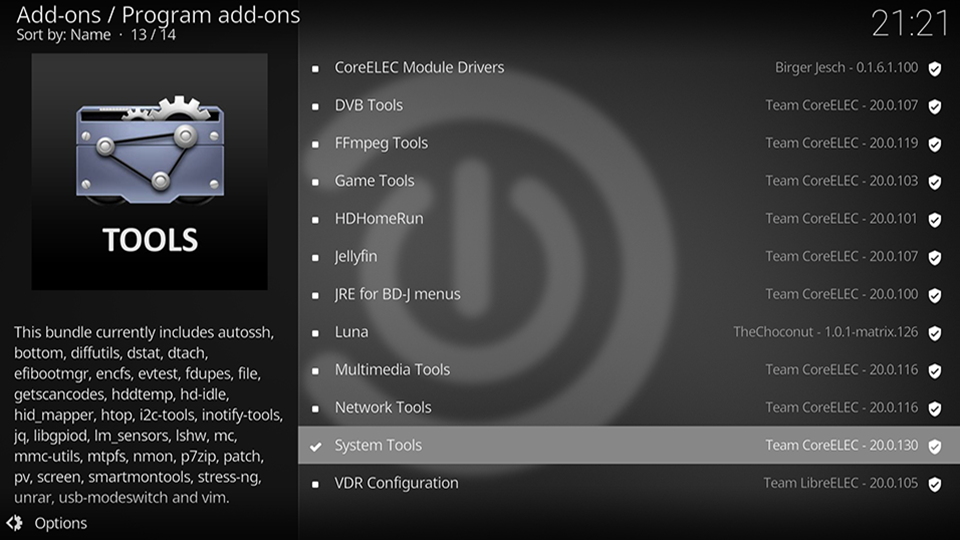 Add-ons / Program add-ons
Sort by: Name · 13 / 14
21:21
TOOLS
This bundle currently includes autossh,
bottom, diffutils, dstat, dtach,
efibootmgr, encfs, evtest, fdupes, file,
getscancodes, hddtemp, hd-idle,
hid_mapper, htop, i2c-tools, inotify-tools,
jq, libgpiod, lm_sensors, lshw, mc,
mmc-utils, mtpfs, nmon, p7zip, patch,
pv, screen, smartmontools, stress-ng,
unrar, usb-modeswitch and vim.
Options
CoreELEC Module Drivers Birger Jesch - 0.1.6.1.100
DVB Tools Team CoreELEC - 20.0.107
FFmpeg Tools Team CoreELEC - 20.0.119
Game Tools Team CoreELEC - 20.0.103
HDHomeRun Team CoreELEC - 20.0.101
Jellyfin Team CoreELEC - 20.0.107
JRE for BD-J menus Team CoreELEC - 20.0.100
Luna TheChoconut - 1.0.1-matrix.126
Multimedia Tools Team CoreELEC - 20.0.116
Network Tools Team CoreELEC - 20.0.116
System Tools Team CoreELEC - 20.0.130
VDR Configuration Team LibreELEC - 20.0.105